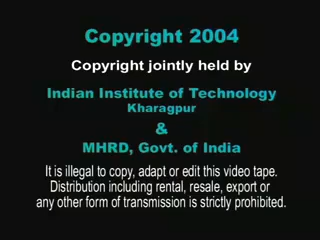 Copyright 2004
Copyright jointly held by
Indian Institute of Technology
Kharagpur
&
MHRD, Govt. of India
It is illegal to copy, adapt or edit this video tape.
Distribution including rental, resale, export or
any other form of transmission is strictly prohibited.